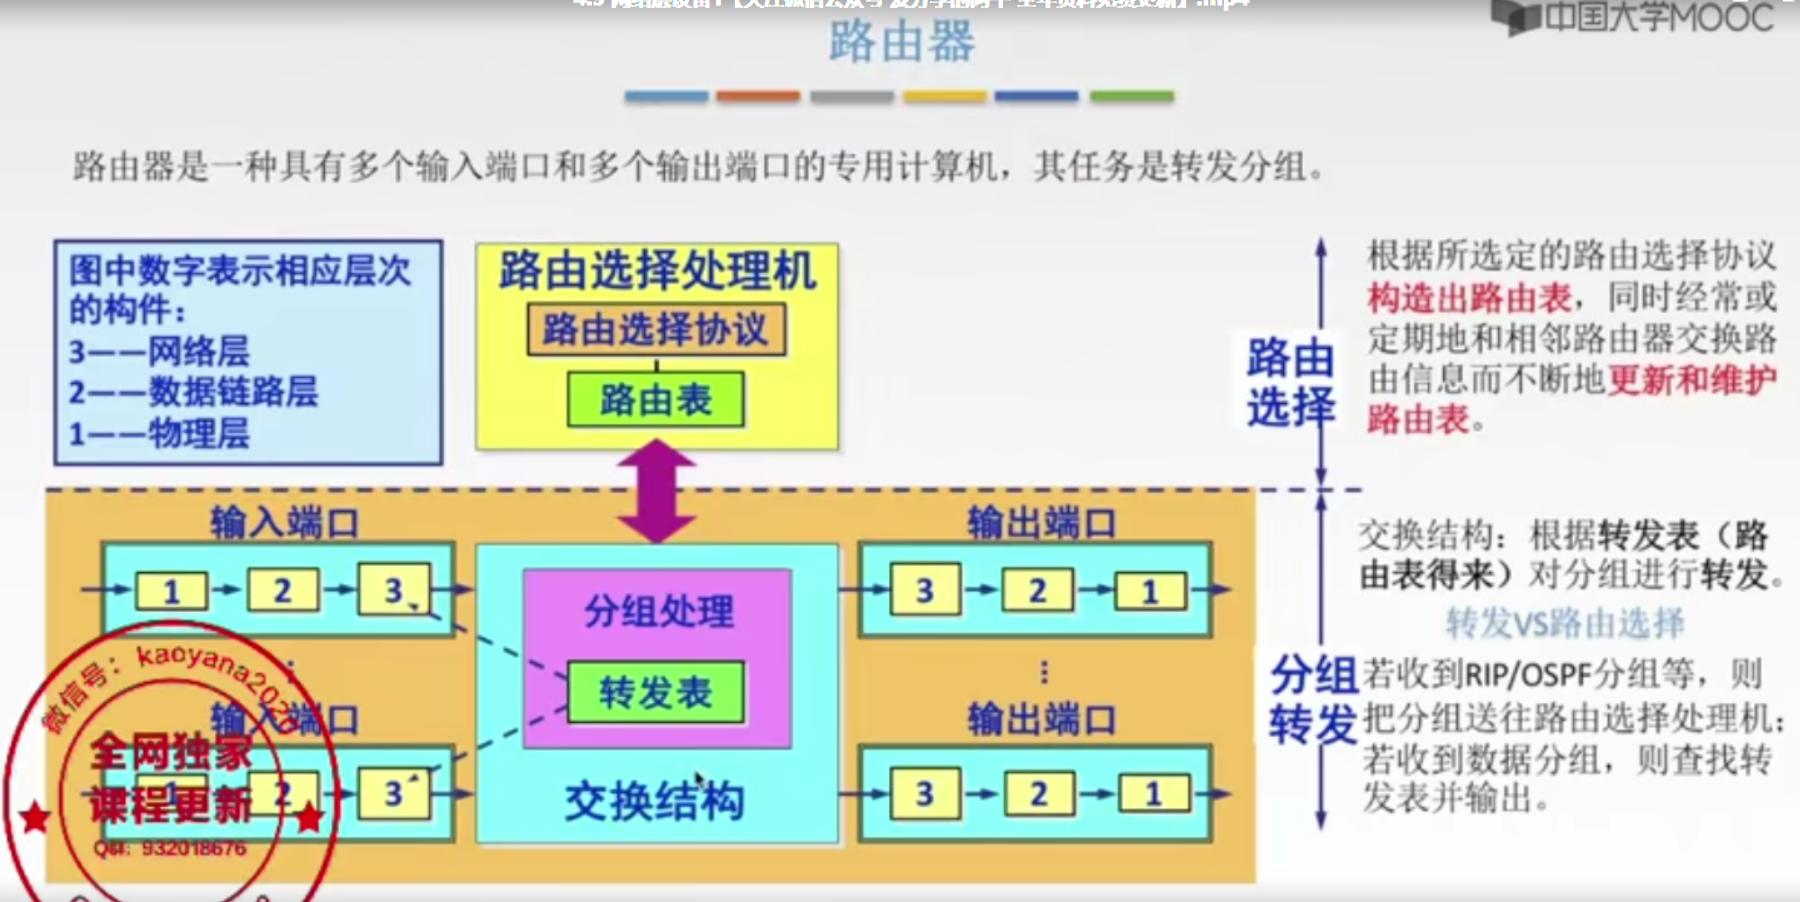 中国大学MOOC
路由器
路由器是一种具有多个输入端口和多个输出端口的专用计算机，其任务是转发分组。
图中数字表示相应层次
的构件：
3——网络层
2——数据链路层
1——物理层
路由选择处理机
路由选择协议
路由表
路由
选择
根据所选定的路由选择协议
构造出路由表，同时经常或
定期地和相邻路由器交换路
由信息而不断地更新和维护
路由表。
输入端口
1
2
3
输入端口
1
2
3
分组处理
转发表
交换结构
输出端口
3
2
1
输出端口
3
2
1
分组
转发
交换结构：根据转发表（路
由表得来）对分组进行转发。
转发VS路由选择
若收到RIP/OSPF分组等，则
把分组送往路由选择处理机；
若收到数据分组，则查找转
发表并输出。
微信号：kaoyana2020
全网独家
课程更新
Q群：932018676